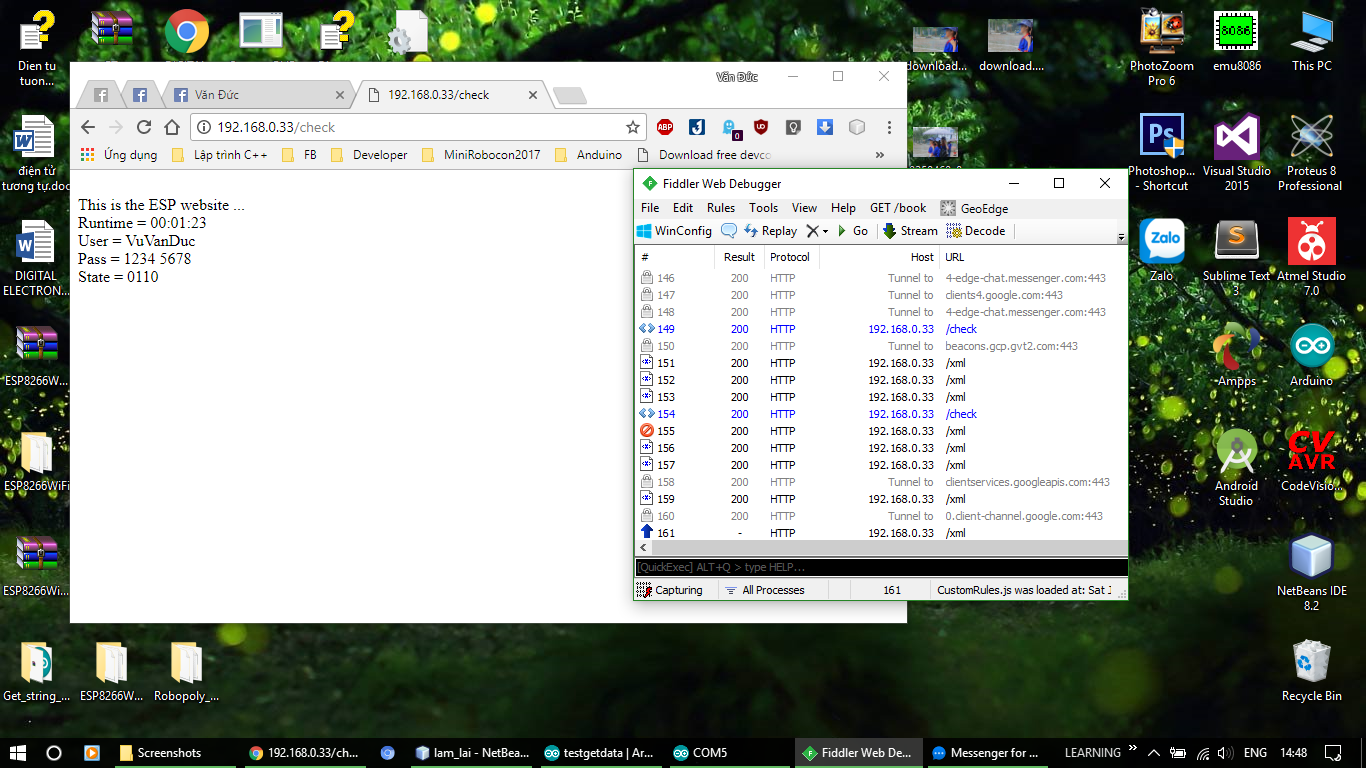 Dien tu
tuon...
điện tử
tương tự.doc
DIGITAL
ELECTRON...
ESP8266W...
ESP8266WiFi
ESP8266Wi...
Get_string_...
ESP8266W...
Robopoly_...
download...
download....
PhotoZoom
Pro 6
emu8086
8086
This PC
Photoshop...
- Shortcut
Visual Studio
2015
Proteus 8
Professional
Zalo
Zalo
Sublime Text
3
Atmel Studio
7.0
Ampps
Arduino
Android
Studio
CV
AVR
CodeVisio...
NetBeans IDE
8.2
Recycle Bin
Văn Đức
Văn Đức
192.168.0.33/check
192.168.0.33/check
ABP
0
Ứng dụng
Lập trình C++
FB
Developer
MiniRobocon2017
Anduino
Download free devco
»
This is the ESP website ...
Runtime = 00:01:23
User = VuVanDuc
Pass = 1234 5678
State = 0110
Fiddler Web Debugger
File Edit Rules Tools View Help GET /book GeoEdge
WinConfig Replay Go Stream Decode
# Result Protocol Host URL
146 200 HTTP Tunnel to 4-edge-chat.messenger.com:443
147 200 HTTP Tunnel to clients4.google.com:443
148 200 HTTP Tunnel to 4-edge-chat.messenger.com:443
149 200 HTTP 192.168.0.33 /check
150 200 HTTP Tunnel to beacons.gcp.gvt2.com:443
151 200 HTTP 192.168.0.33 /xml
152 200 HTTP 192.168.0.33 /xml
153 200 HTTP 192.168.0.33 /xml
154 200 HTTP 192.168.0.33 /check
155 200 HTTP 192.168.0.33 /xml
156 200 HTTP 192.168.0.33 /xml
157 200 HTTP 192.168.0.33 /xml
158 200 HTTP Tunnel to clientservices.googleapis.com:443
159 200 HTTP 192.168.0.33 /xml
160 200 HTTP Tunnel to 0.client-channel.google.com:443
161 - HTTP 192.168.0.33 /xml
[QuickExec] ALT+Q > type HELP...
Capturing All Processes 161 CustomRules.js was loaded at: Sat
Screenshots
192.168.0.33/ch...
lam_lai - NetBea...
testgetdata | Ar...
COM5
Fiddler Web De...
Messenger for ...
LEARNING » ENG 14:48